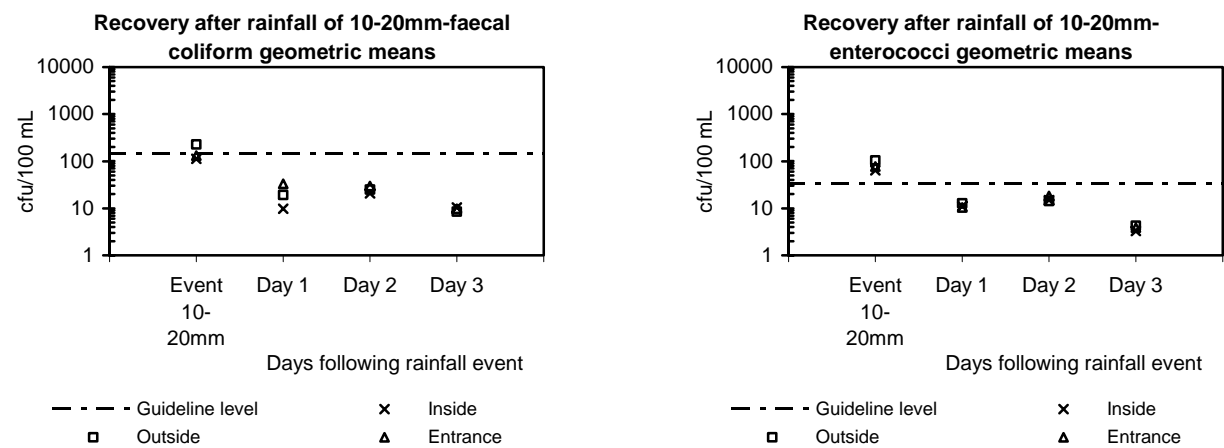 Recovery after rainfall of 10-20mm-faecal
coliform geometric means
10000
1000
100
10
1
cfu/100 mL
Event
10-
20mm
Day 1
Day 2
Day 3
Days following rainfall event
Guideline level
Inside
Outside
Entrance
Recovery after rainfall of 10-20mm-
enterococci geometric means
10000
1000
100
10
1
cfu/100 mL
Event
10-
20mm
Day 1
Day 2
Day 3
Days following rainfall event
Guideline level
Inside
Outside
Entrance